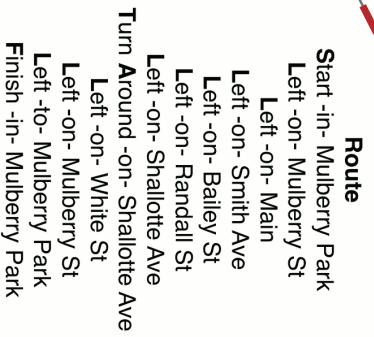 Route
Start -in- Mulberry Park
Left -on- Mulberry St
Left -on- Main
Left -on- Smith Ave
Left -on- Bailey St
Left -on- Randall St
Left -on- Shallotte Ave
Turn Around -on- Shallotte Ave
Left -on- White St
Left -on- Mulberry St
Left -to- Mulberry Park
Finish -in- Mulberry Park